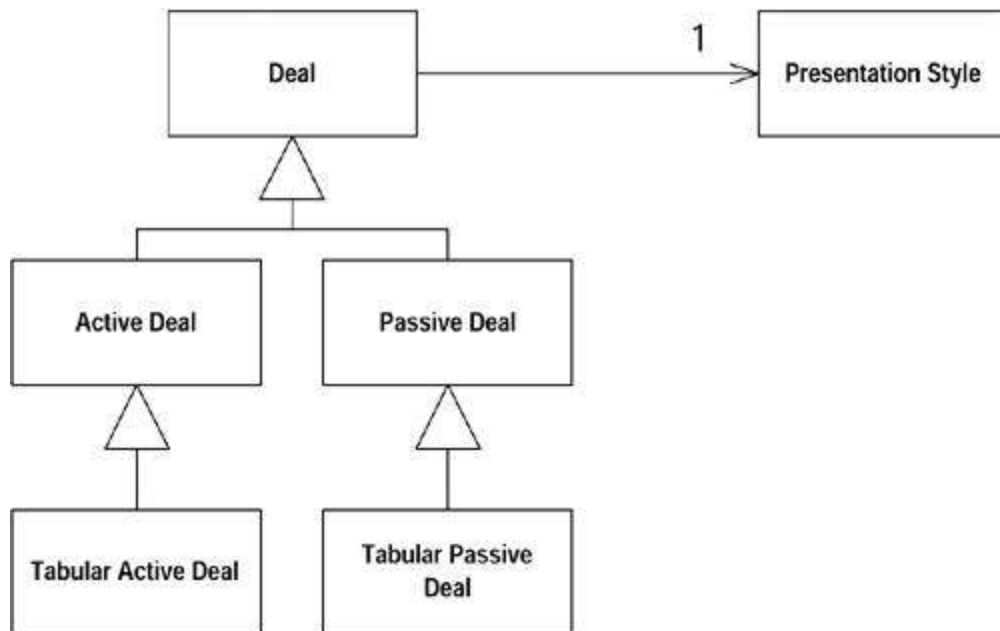 1
Deal
Presentation Style
Active Deal
Passive Deal
Tabular Active Deal
Tabular Passive
Deal